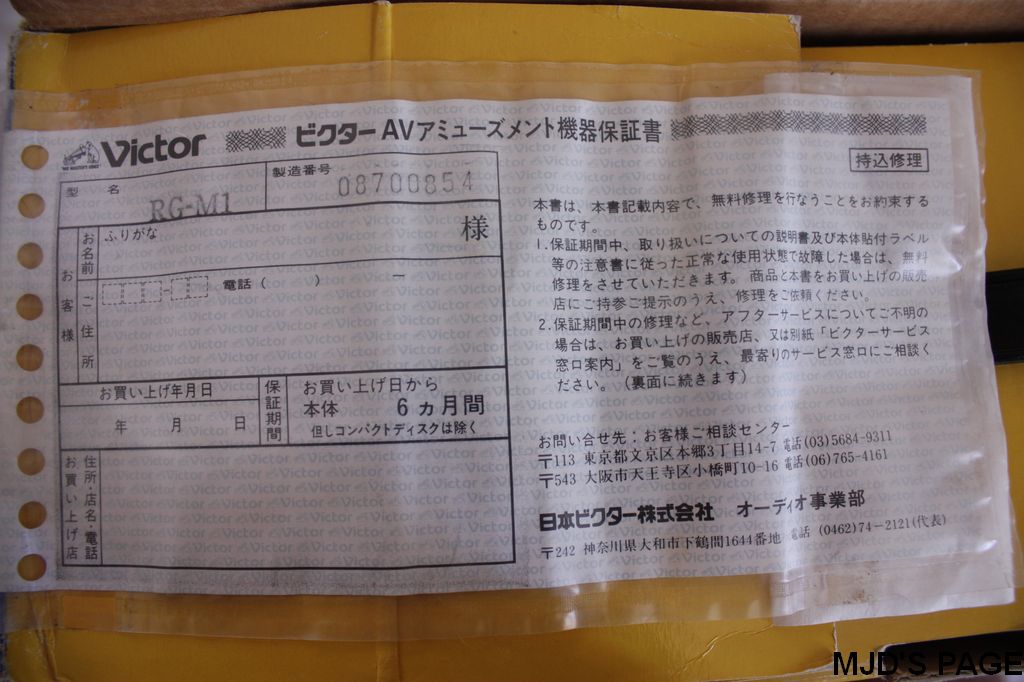 Victor ビクターAVアミューズメント機器保証書
持込修理
型名 RG-M1
製造番号 08700854
お客様
お名前
ふりがな
様
ご住所
電話( ) ー
お買い上げ年月日
年 月 日
保証期間
お買い上げ日から
本体 6ヵ月間
但しコンパクトディスクは除く
お買い上げ店
住所・店名・電話
本書は、本書記載内容で、無料修理を行なうことをお約束する
ものです。
1.保証期間中、取り扱いについての説明書及び本体貼付ラベル
等の注意書に従った正常な使用状態で故障した場合は、無料
修理をさせていただきます。商品と本書をお買い上げの販売
店にご持参ご提示のうえ、修理をご依頼ください。
2.保証期間中の修理など、アフターサービスについてご不明の
場合は、お買い上げの販売店、又は別紙「ビクターサービス
窓口案内」をご覧のうえ、最寄りのサービス窓口にご相談く
ださい。(裏面に続きます)
お問い合せ先:お客様ご相談センター
〒113 東京都文京区本郷3丁目14-7 電話(03)5684-9311
〒543 大阪市天王寺区小橋町10-16 電話(06)765-4161
日本ビクター株式会社 オーディオ事業部
〒242 神奈川県大和市下鶴間1644番地 電話 (0462)74-2121(代表)
MJD'S PAGE